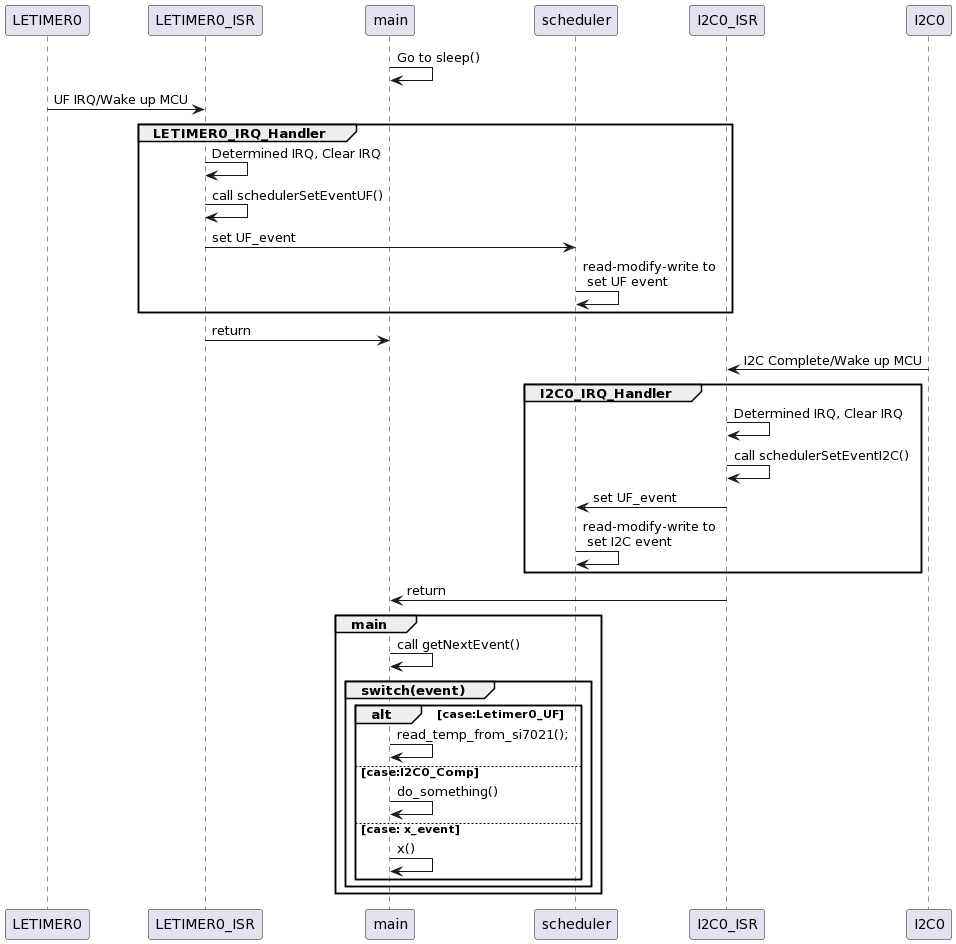 LETIMER0 LETIMER0_ISR main scheduler I2C0_ISR I2C0
Go to sleep()
UF IRQ/Wake up MCU
LETIMER0_IRQ_Handler
Determined IRQ, Clear IRQ
call schedulerSetEventUF()
set UF_event
read-modify-write to
set UF event
return
I2C Complete/Wake up MCU
I2C0_IRQ_Handler
Determined IRQ, Clear IRQ
call schedulerSetEventI2C()
set UF_event
read-modify-write to
set I2C event
return
main
call getNextEvent()
switch(event)
alt [case:Letimer0_UF]
read_temp_from_si7021();
[case:I2C0_Comp]
do_something()
[case: x_event]
x()
LETIMER0 LETIMER0_ISR main scheduler I2C0_ISR I2C0